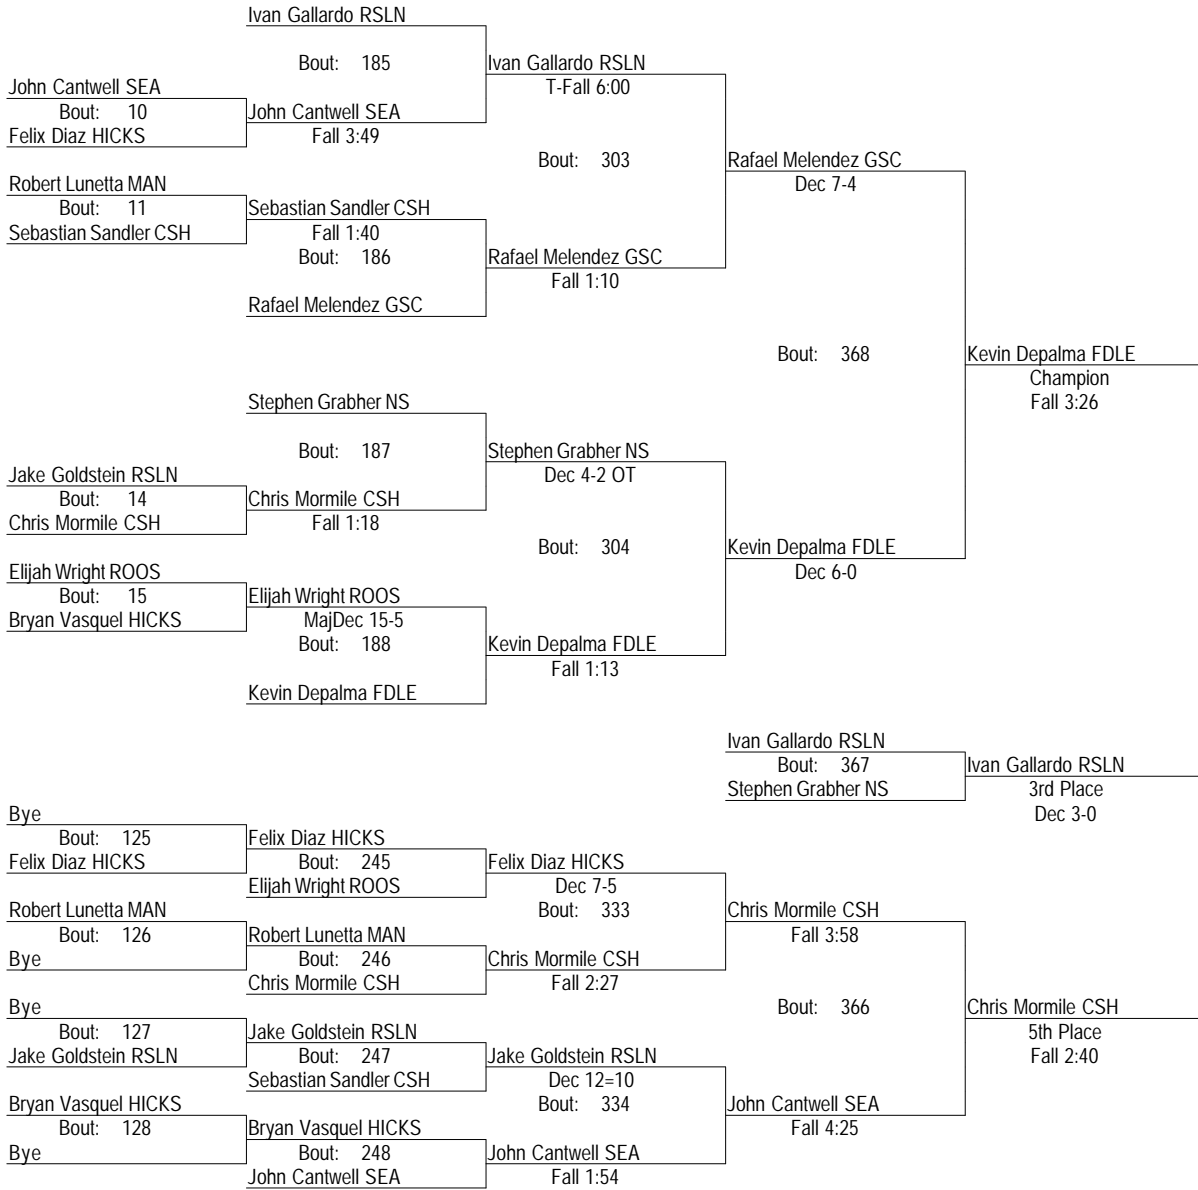 Ivan Gallardo RSLN
Bout: 185
Ivan Gallardo RSLN
T-Fall 6:00
John Cantwell SEA
Bout: 10
John Cantwell SEA
Felix Diaz HICKS
Fall 3:49
Bout: 303
Rafael Melendez GSC
Dec 7-4
Robert Lunetta MAN
Bout: 11
Sebastian Sandler CSH
Sebastian Sandler CSH
Fall 1:40
Bout: 186
Rafael Melendez GSC
Fall 1:10
Rafael Melendez GSC
Bout: 368
Kevin Depalma FDLE
Champion
Fall 3:26
Stephen Grabher NS
Bout: 187
Stephen Grabher NS
Dec 4-2 OT
Jake Goldstein RSLN
Bout: 14
Chris Mormile CSH
Chris Mormile CSH
Fall 1:18
Bout: 304
Kevin Depalma FDLE
Dec 6-0
Elijah Wright ROOS
Bout: 15
Elijah Wright ROOS
Bryan Vasquel HICKS
MajDec 15-5
Bout: 188
Kevin Depalma FDLE
Fall 1:13
Kevin Depalma FDLE
Ivan Gallardo RSLN
Bout: 367
Ivan Gallardo RSLN
Stephen Grabher NS
3rd Place
Dec 3-0
Bye
Bout: 125
Felix Diaz HICKS
Felix Diaz HICKS
Bout: 245
Felix Diaz HICKS
Elijah Wright ROOS
Dec 7-5
Bout: 333
Chris Mormile CSH
Fall 3:58
Robert Lunetta MAN
Bout: 126
Robert Lunetta MAN
Bye
Bout: 246
Chris Mormile CSH
Chris Mormile CSH
Fall 2:27
Bout: 366
Chris Mormile CSH
5th Place
Fall 2:40
Bye
Bout: 127
Jake Goldstein RSLN
Jake Goldstein RSLN
Bout: 247
Jake Goldstein RSLN
Sebastian Sandler CSH
Dec 12=10
Bout: 334
John Cantwell SEA
Fall 4:25
Bryan Vasquel HICKS
Bout: 128
Bryan Vasquel HICKS
Bye
Bout: 248
John Cantwell SEA
John Cantwell SEA
Fall 1:54